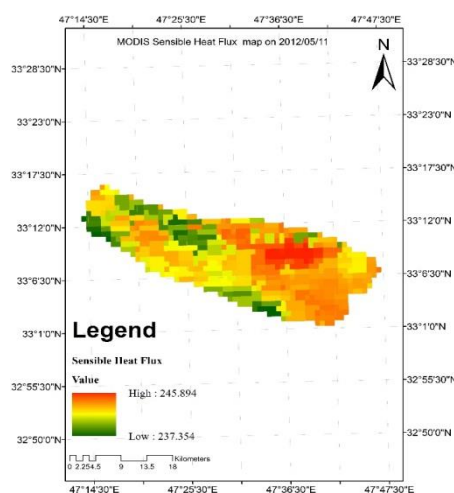 47°14'30"E 47°25'30"E 47°36'30"E 47°47'30"E
MODIS Sensible Heat Flux map on 2012/05/11
N
33°28'30"N 33°28'30"N
33°23'0"N 33°23'0"N
33°17'30"N 33°17'30"N
33°12'0"N 33°12'0"N
33°6'30"N 33°6'30"N
33°1'0"N 33°1'0"N
Legend
Sensible Heat Flux
Value
32°55'30"N 32°55'30"N
High : 245.894
32°50'0"N 32°50'0"N
Low : 237.354
Kilometers
0 2.25 4.5 9 13.5 18
47°14'30"E 47°25'30"E 47°36'30"E 47°47'30"E